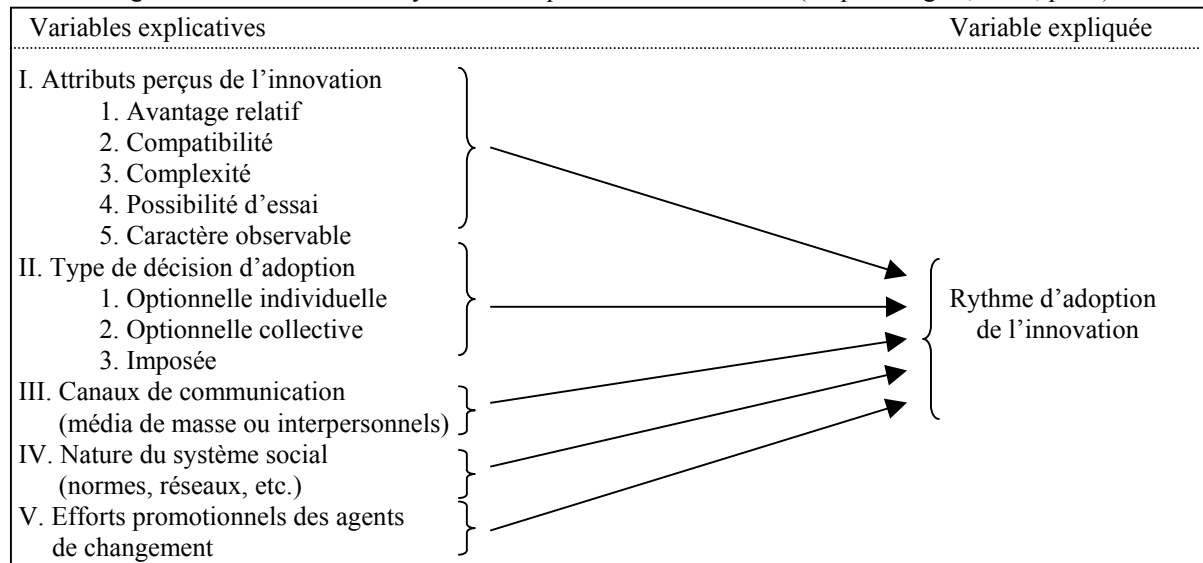 Variables explicatives Variable expliquée
I. Attributs perçus de l’innovation
1. Avantage relatif
2. Compatibilité
3. Complexité
4. Possibilité d’essai
5. Caractère observable
II. Type de décision d’adoption
1. Optionnelle individuelle
2. Optionnelle collective
3. Imposée
III. Canaux de communication
(média de masse ou interpersonnels)
IV. Nature du système social
(normes, réseaux, etc.)
V. Efforts promotionnels des agents
de changement
Rythme d’adoption
de l’innovation